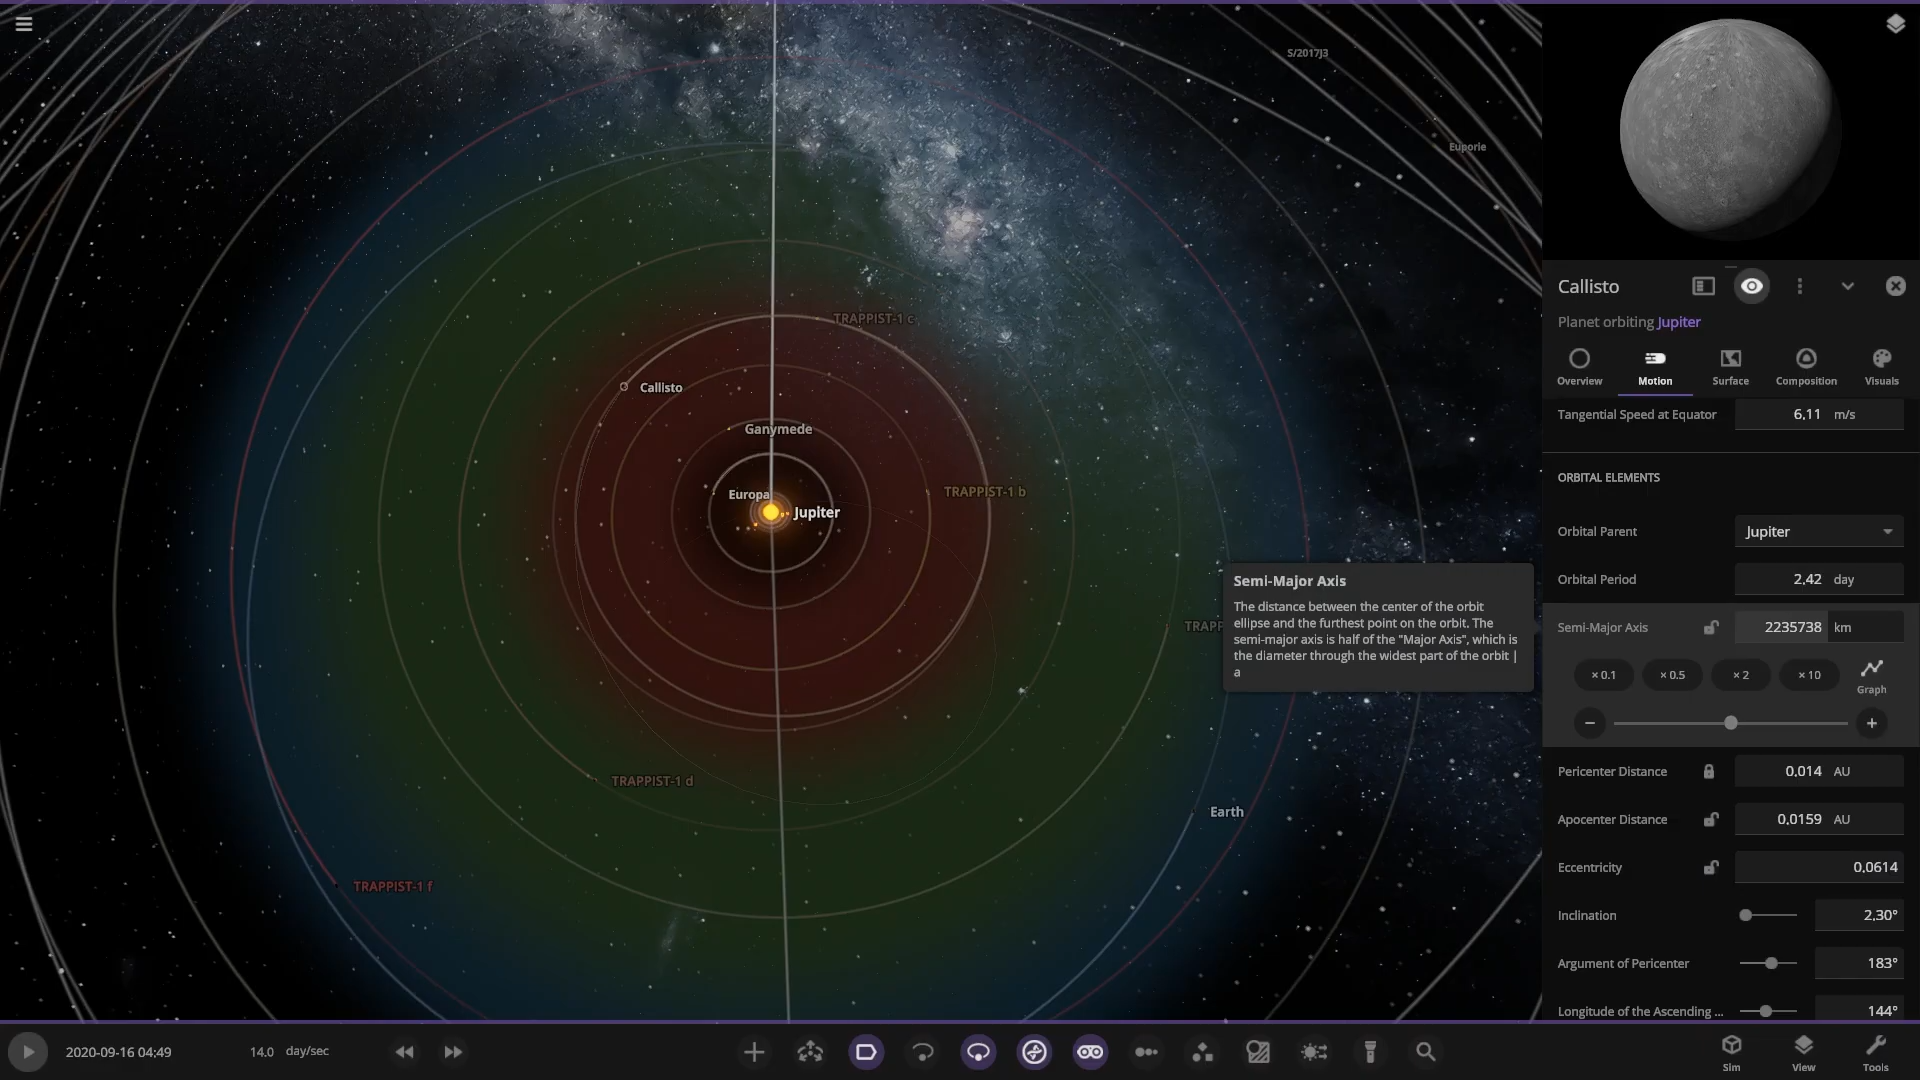 S/2017J3
Euporie
TRAPPIST-1 c
Callisto
Ganymede
Europa
TRAPPIST-1 b
Jupiter
TRAPP
TRAPPIST-1 d
Earth
TRAPPIST-1 f
Semi-Major Axis
The distance between the center of the orbit
ellipse and the furthest point on the orbit. The
semi-major axis is half of the "Major Axis", which is
the diameter through the widest part of the orbit |
a
Callisto
Planet orbiting Jupiter
Overview Motion Surface Composition Visuals
Tangential Speed at Equator 6.11 m/s
ORBITAL ELEMENTS
Orbital Parent Jupiter
Orbital Period 2.42 day
Semi-Major Axis 2235738 km
× 0.1 × 0.5 × 2 × 10 Graph
Pericenter Distance 0.014 AU
Apocenter Distance 0.0159 AU
Eccentricity 0.0614
Inclination 2.30°
Argument of Pericenter 183°
Longitude of the Ascending ... 144°
2020-09-16 04:49 14.0 day/sec
Sim View Tools